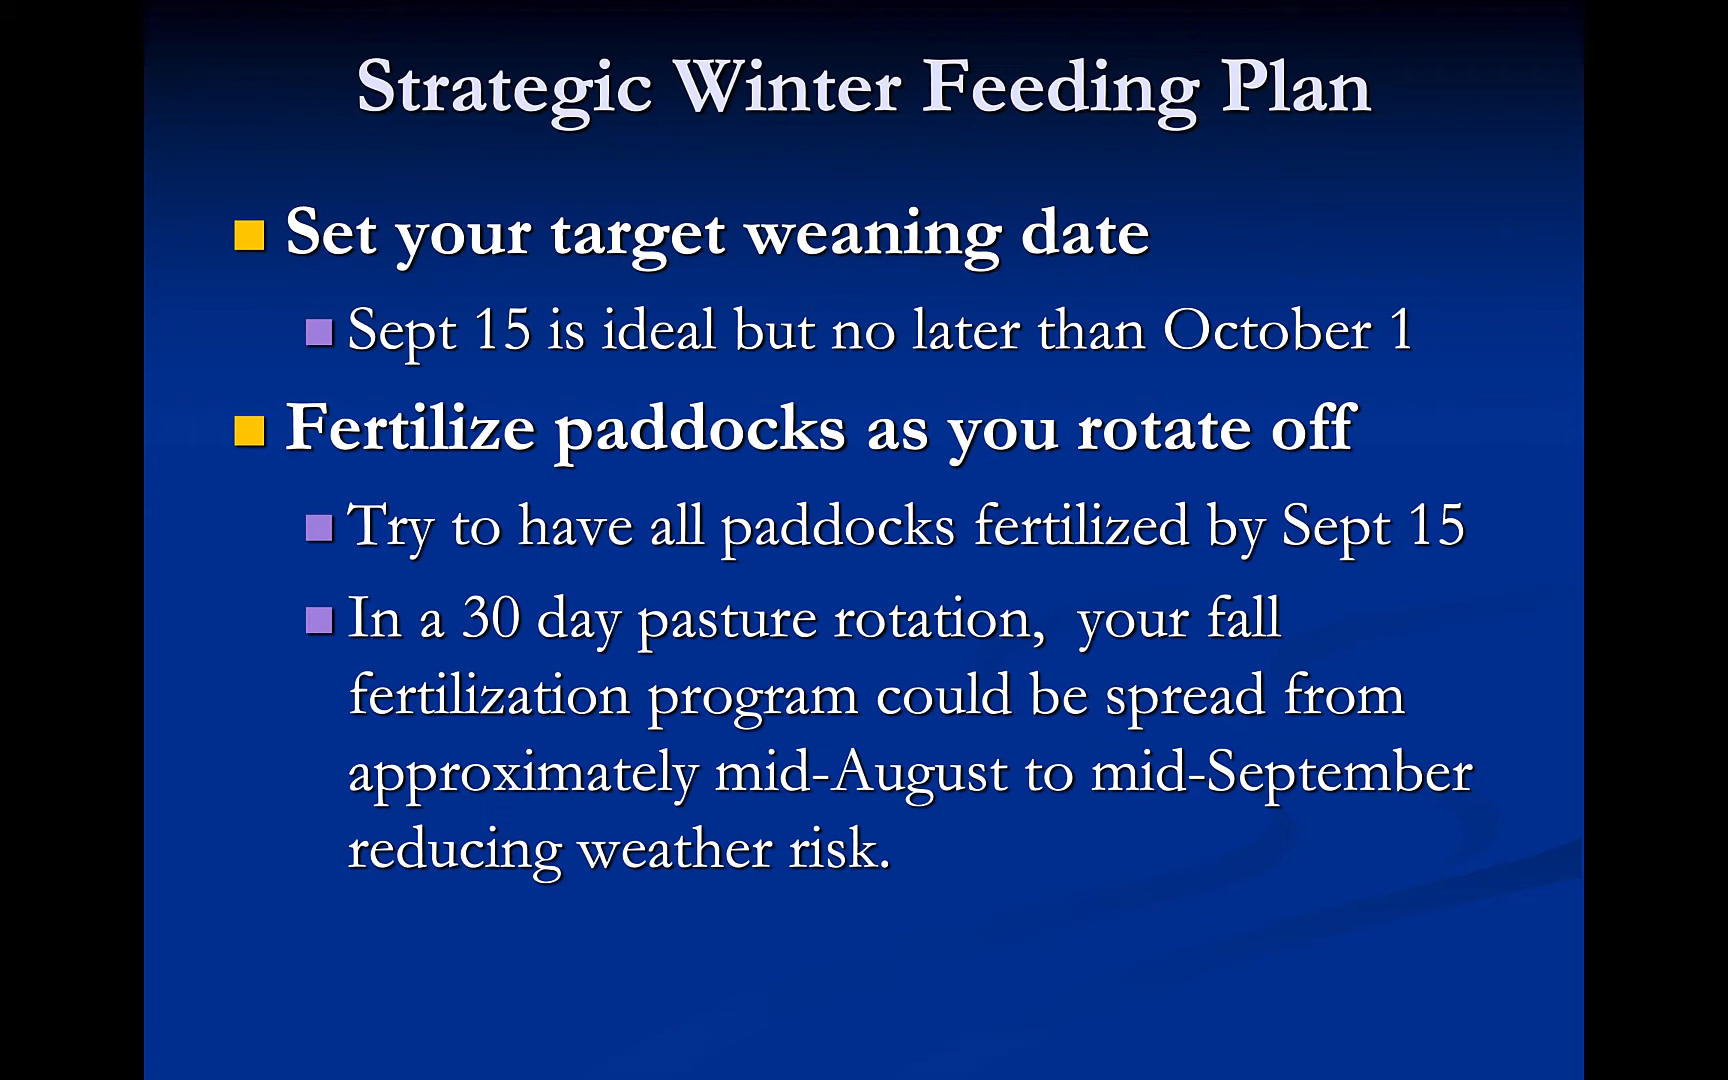 Strategic Winter Feeding Plan
Set your target weaning date
Sept 15 is ideal but no later than October 1
Fertilize paddocks as you rotate off
Try to have all paddocks fertilized by Sept 15
In a 30 day pasture rotation,  your fall
fertilization program could be spread from
approximately mid-August to mid-September
reducing weather risk.